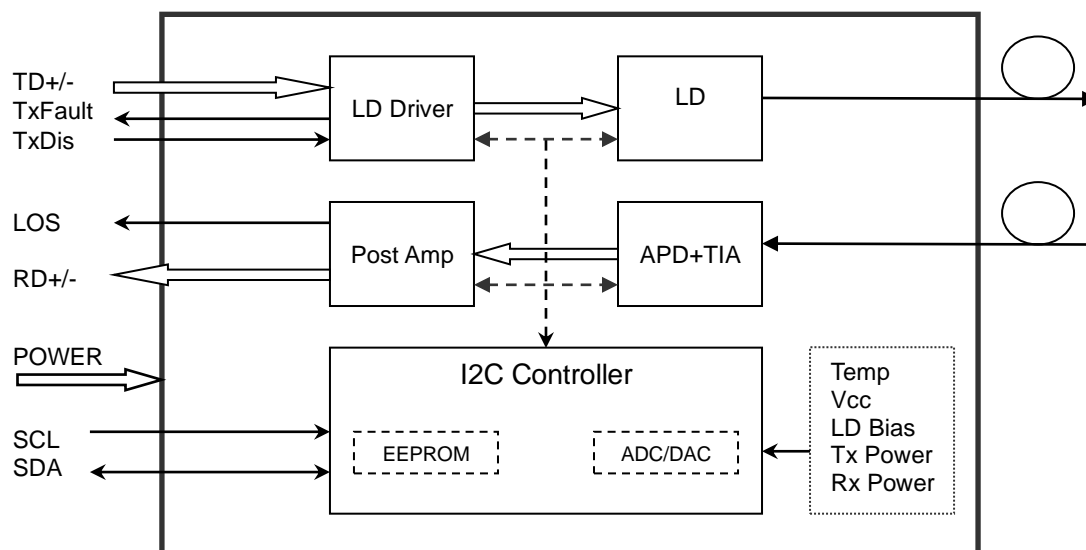 TD+/-
TxFault
TxDis
LD Driver
LD
LOS
RD+/-
Post Amp
APD+TIA
POWER
SCL
SDA
I2C Controller
EEPROM
ADC/DAC
Temp
Vcc
LD Bias
Tx Power
Rx Power